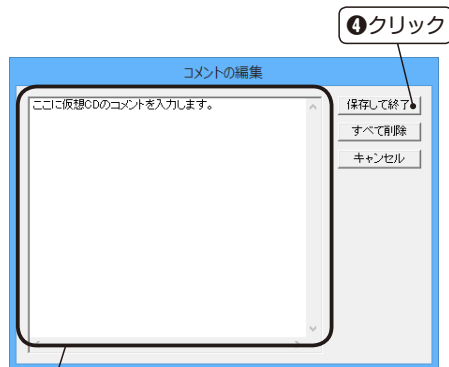 ❹クリック
コメントの編集
ここに仮想CDのコメントを入力します。
保存して終了
すべて削除
キャンセル